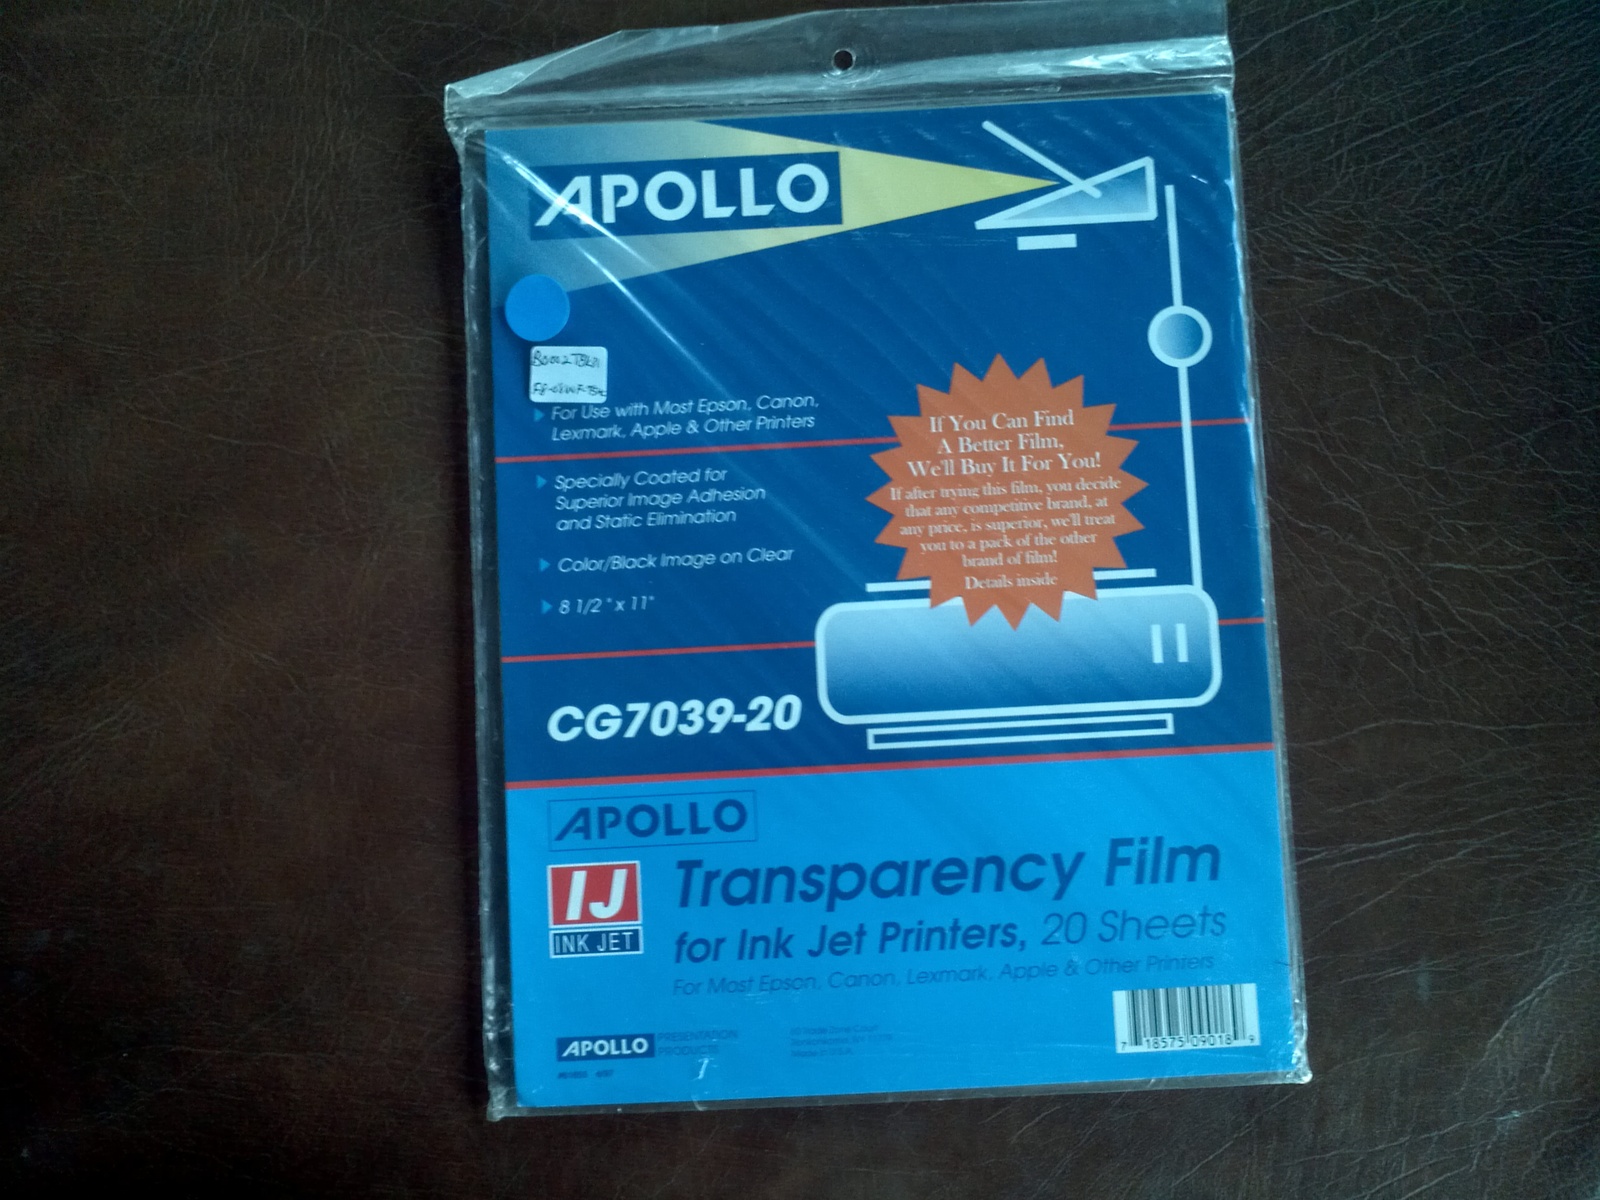 APOLLO
For Use with Most Epson, Canon,
Lexmark, Apple & Other Printers
Specially Coated for
Superior Image Adhesion
and Static Elimination
Color/Black Image on Clear
8 1/2" x 11"
If You Can Find
A Better Film,
We'll Buy It For You!
If after trying this film, you decide
that any competitive brand, at
any price, is superior, we'll treat
you to a pack of the other
brand of film!
Details inside
CG7039-20
APOLLO
IJ
INK JET
Transparency Film
for Ink Jet Printers, 20 Sheets
For Most Epson, Canon, Lexmark, Apple & Other Printers
APOLLO PRESENTATION
PRODUCTS
Made in U.S.A.
7 18575 09018 9